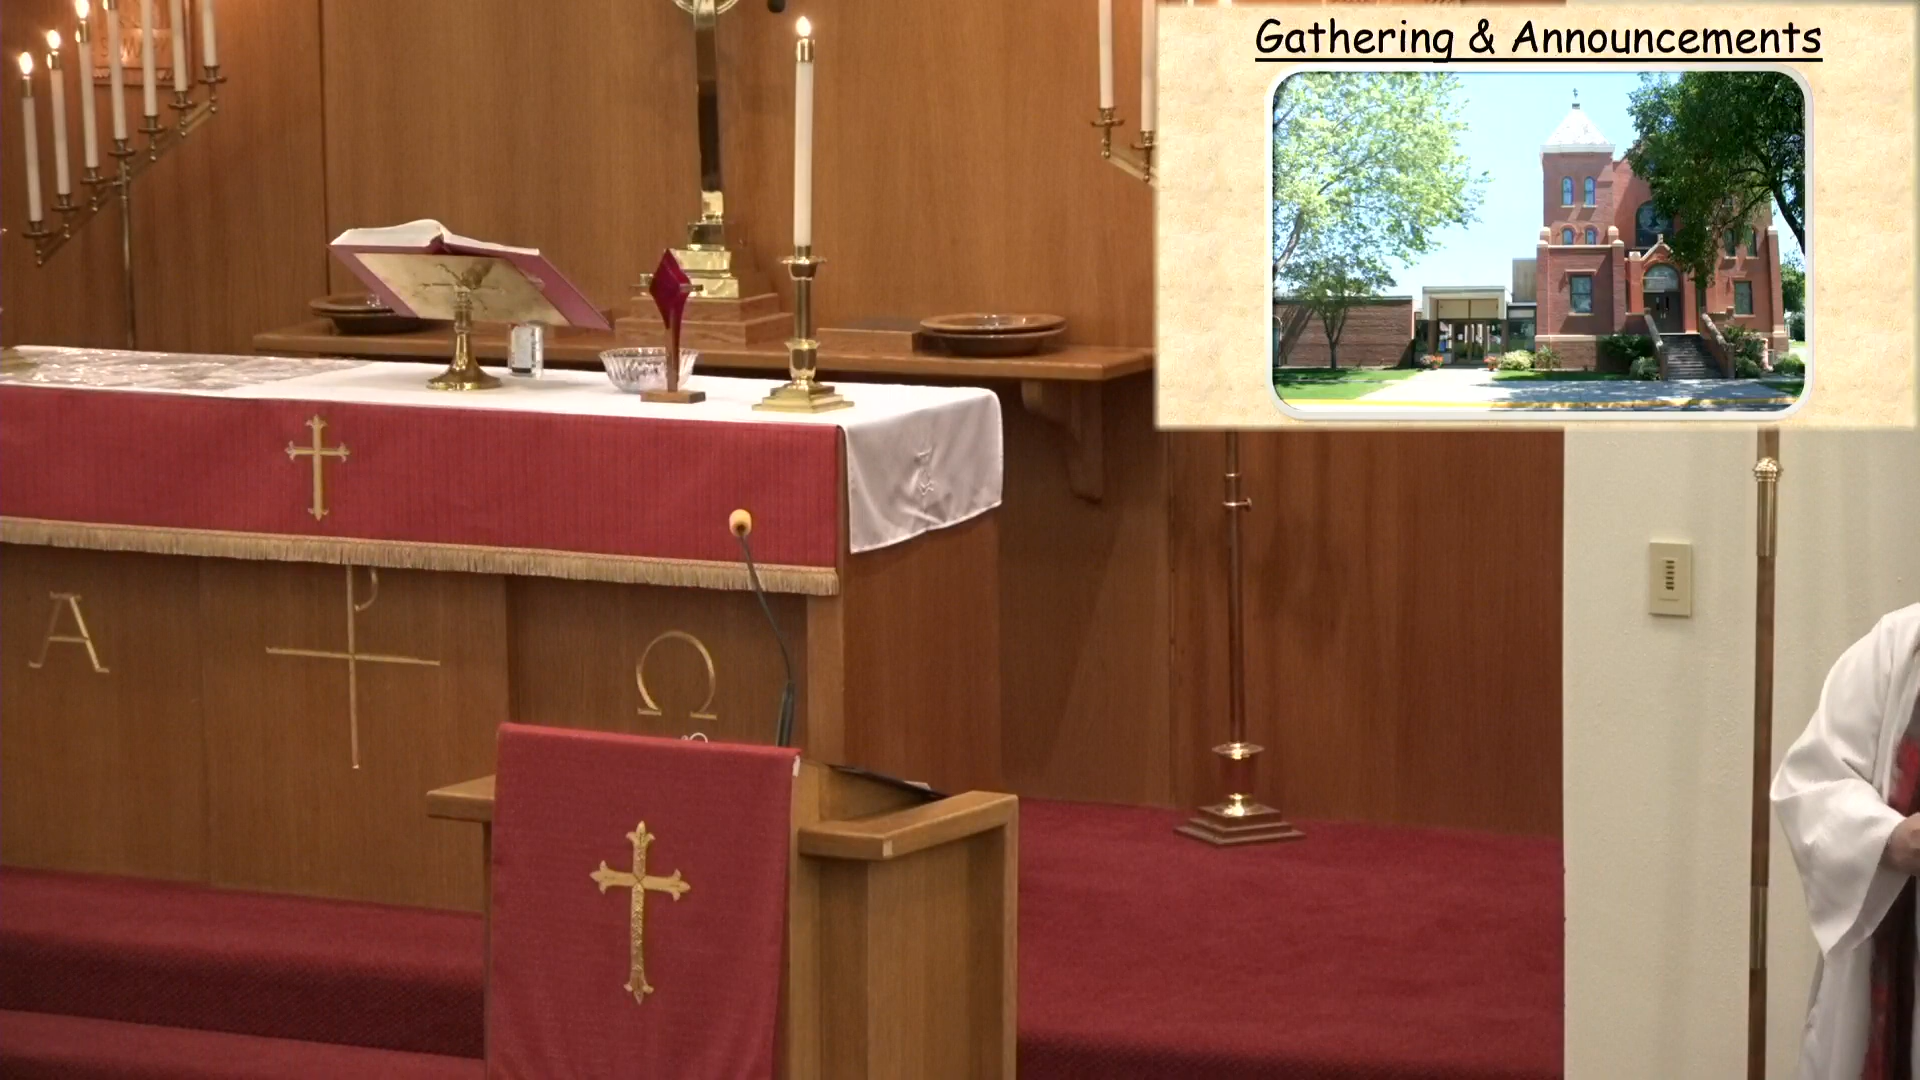 Gathering & Announcements
Α
Ω